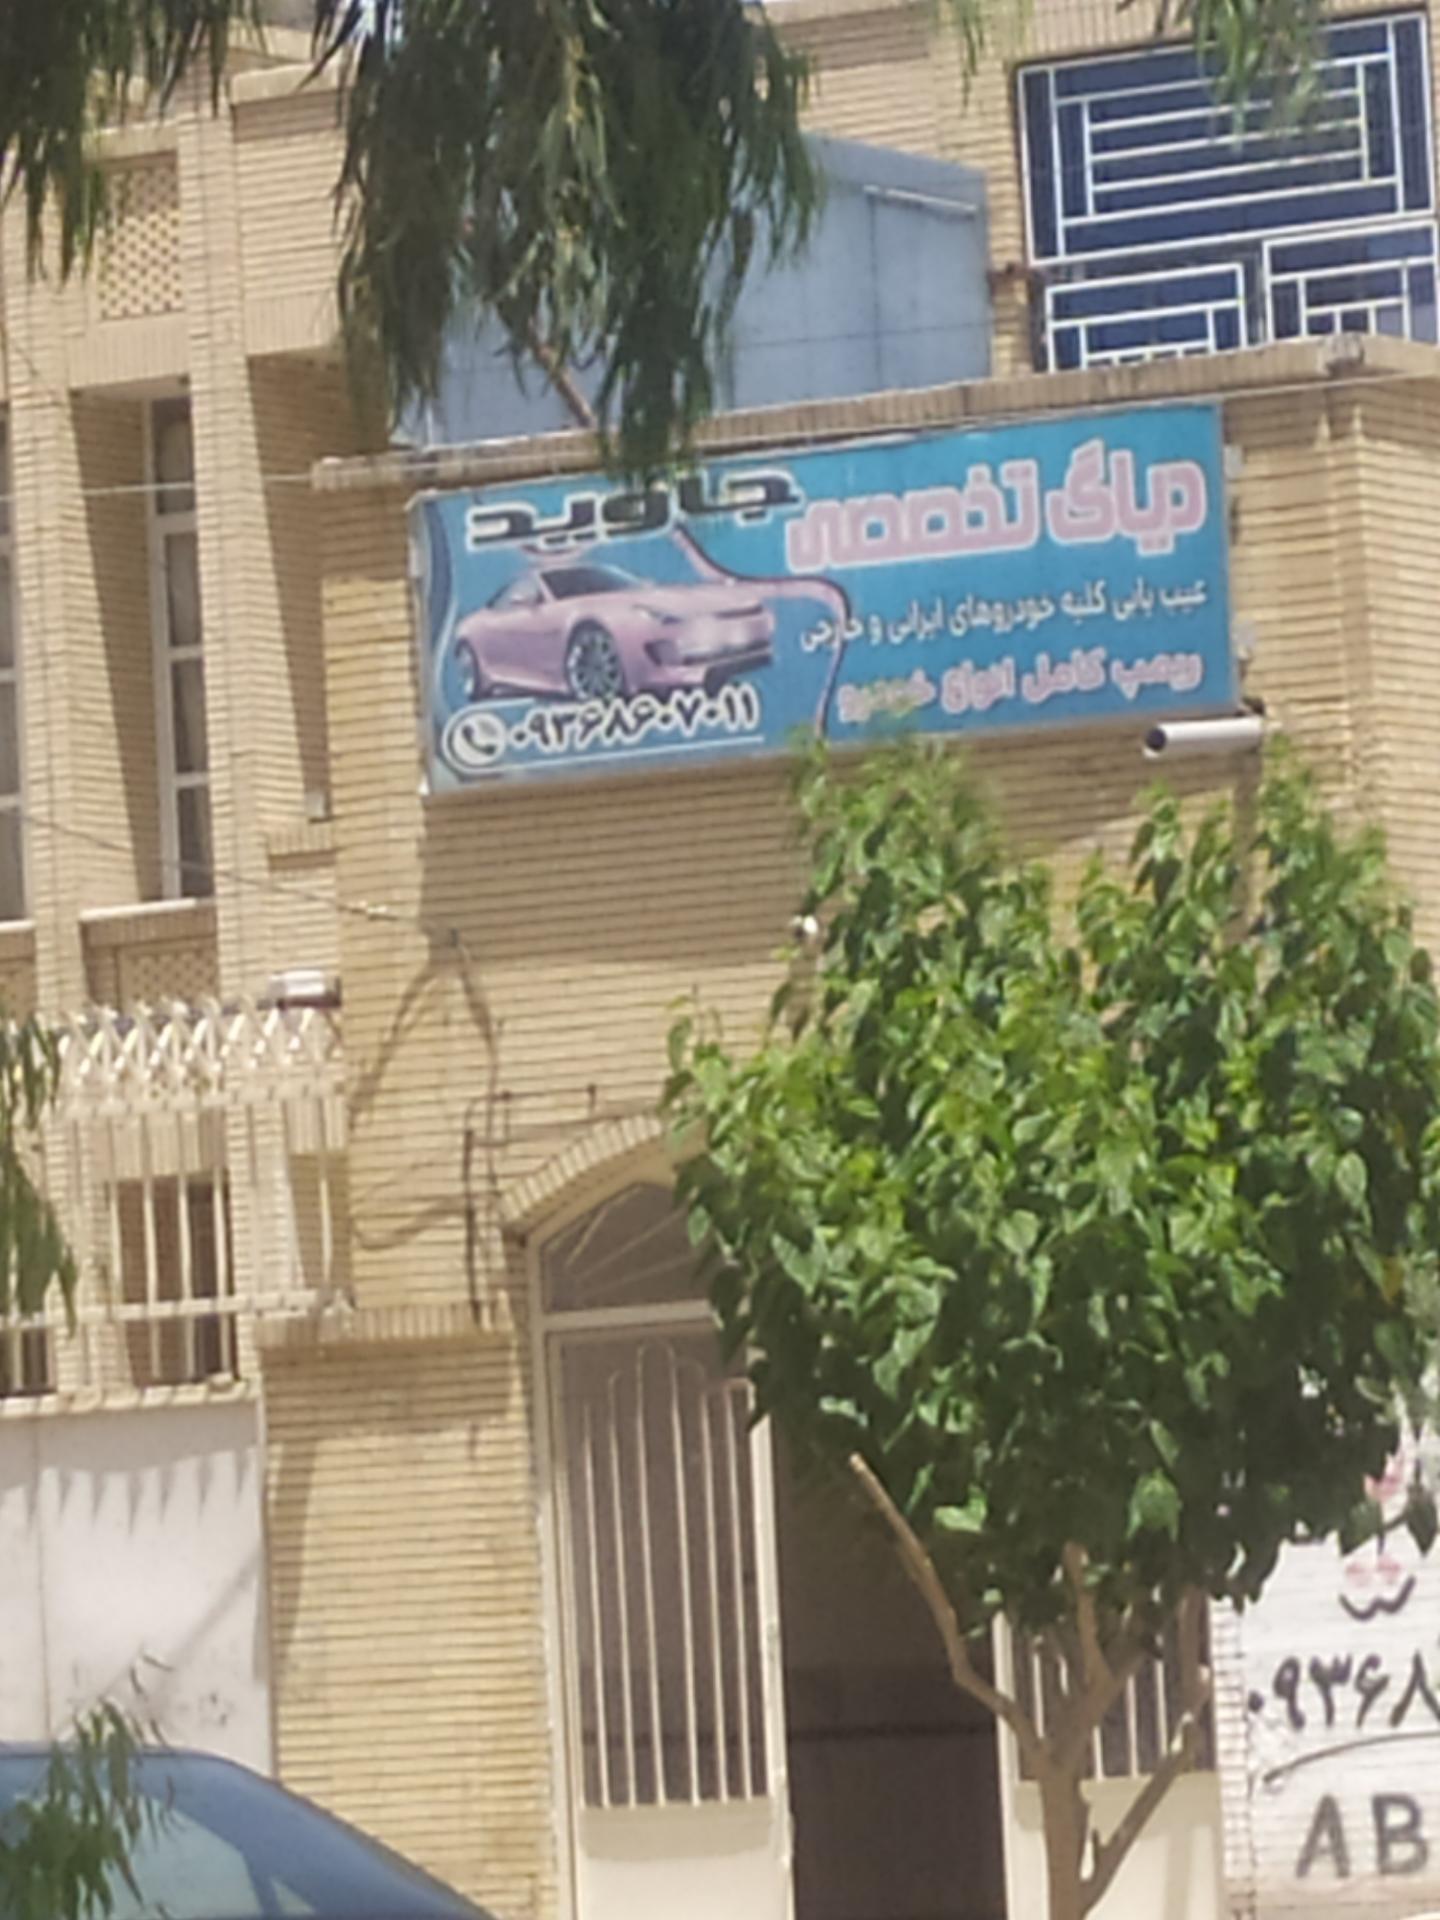 دیاگ تخصصی جاوید
عیب یابی کلیه خودروهای ایرانی و خارجی
ریمپ کامل انواع خودرو
۰۹۳۶۸۶۰۷۰۱۱
۰۹۳۶۸
AB